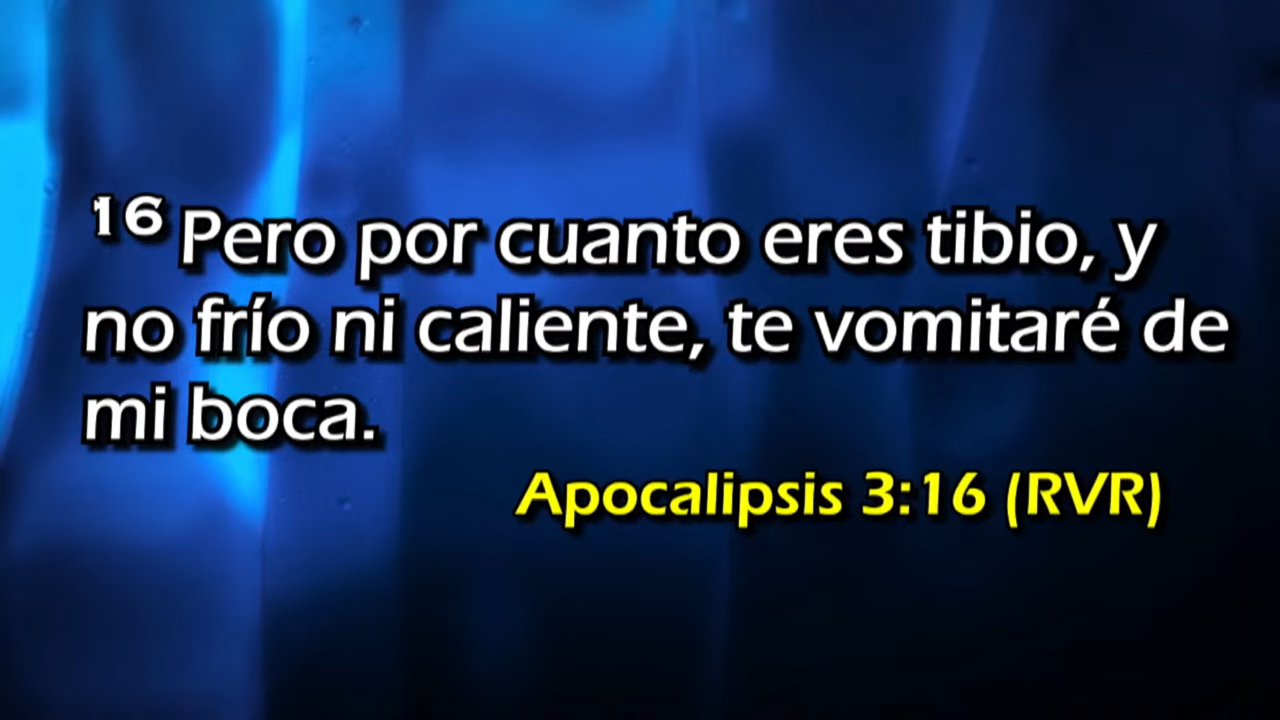 16 Pero por cuanto eres tibio, y
no frío ni caliente, te vomitaré de
mi boca.
Apocalipsis 3:16 (RVR)